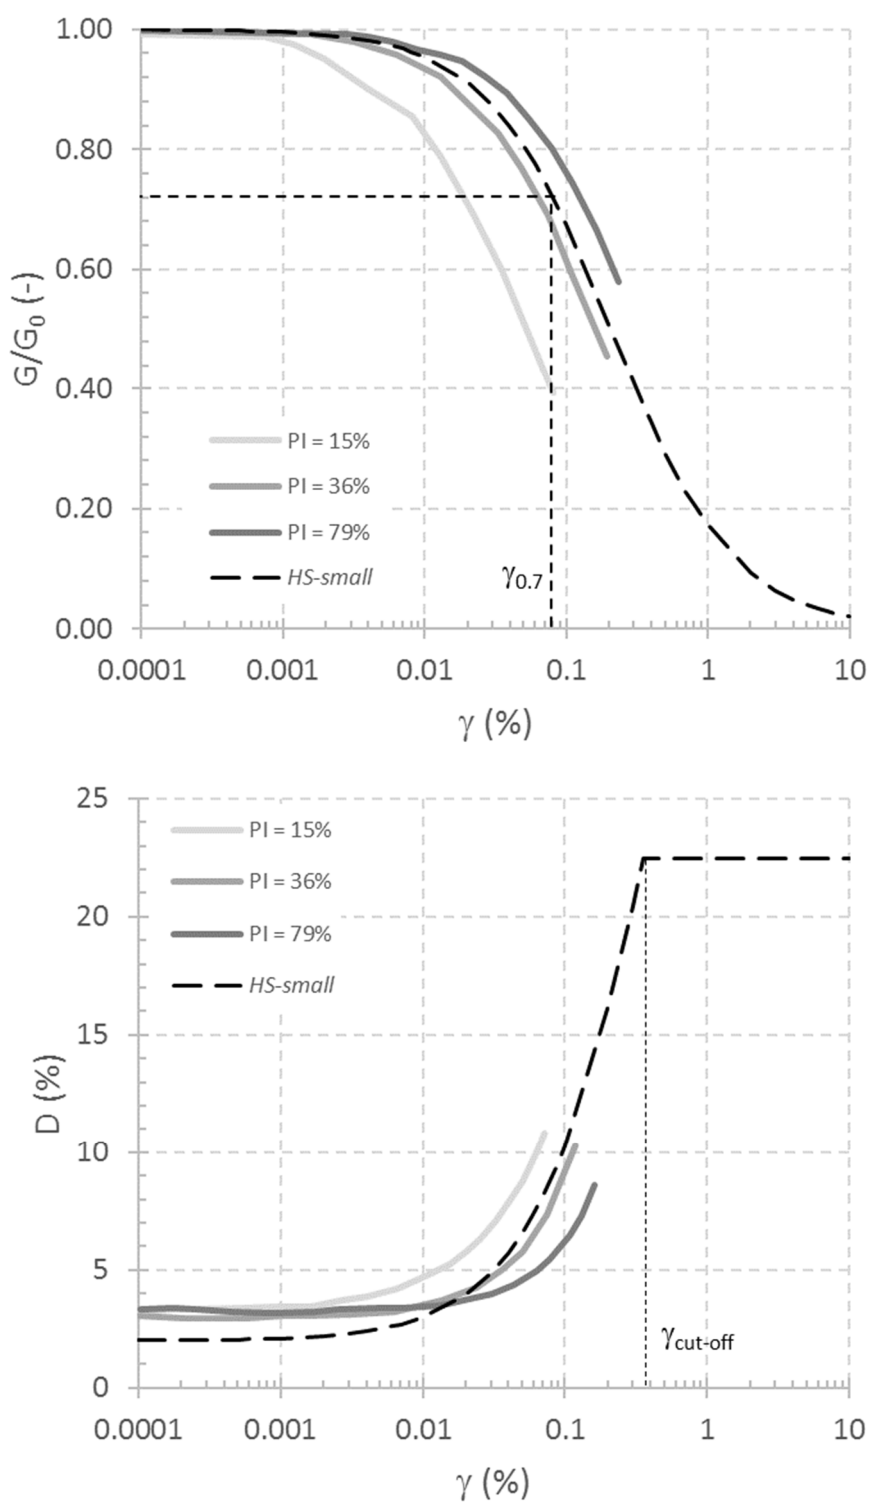 1.00
0.80
0.60
0.40
0.20
0.00
G/G0 (-)
PI = 15%
PI = 36%
PI = 79%
HS-small
γ0.7
0.0001 0.001 0.01 0.1 1 10
γ (%)
25
20
15
10
5
0
D (%)
PI = 15%
PI = 36%
PI = 79%
HS-small
γcut-off
0.0001 0.001 0.01 0.1 1 10
γ (%)